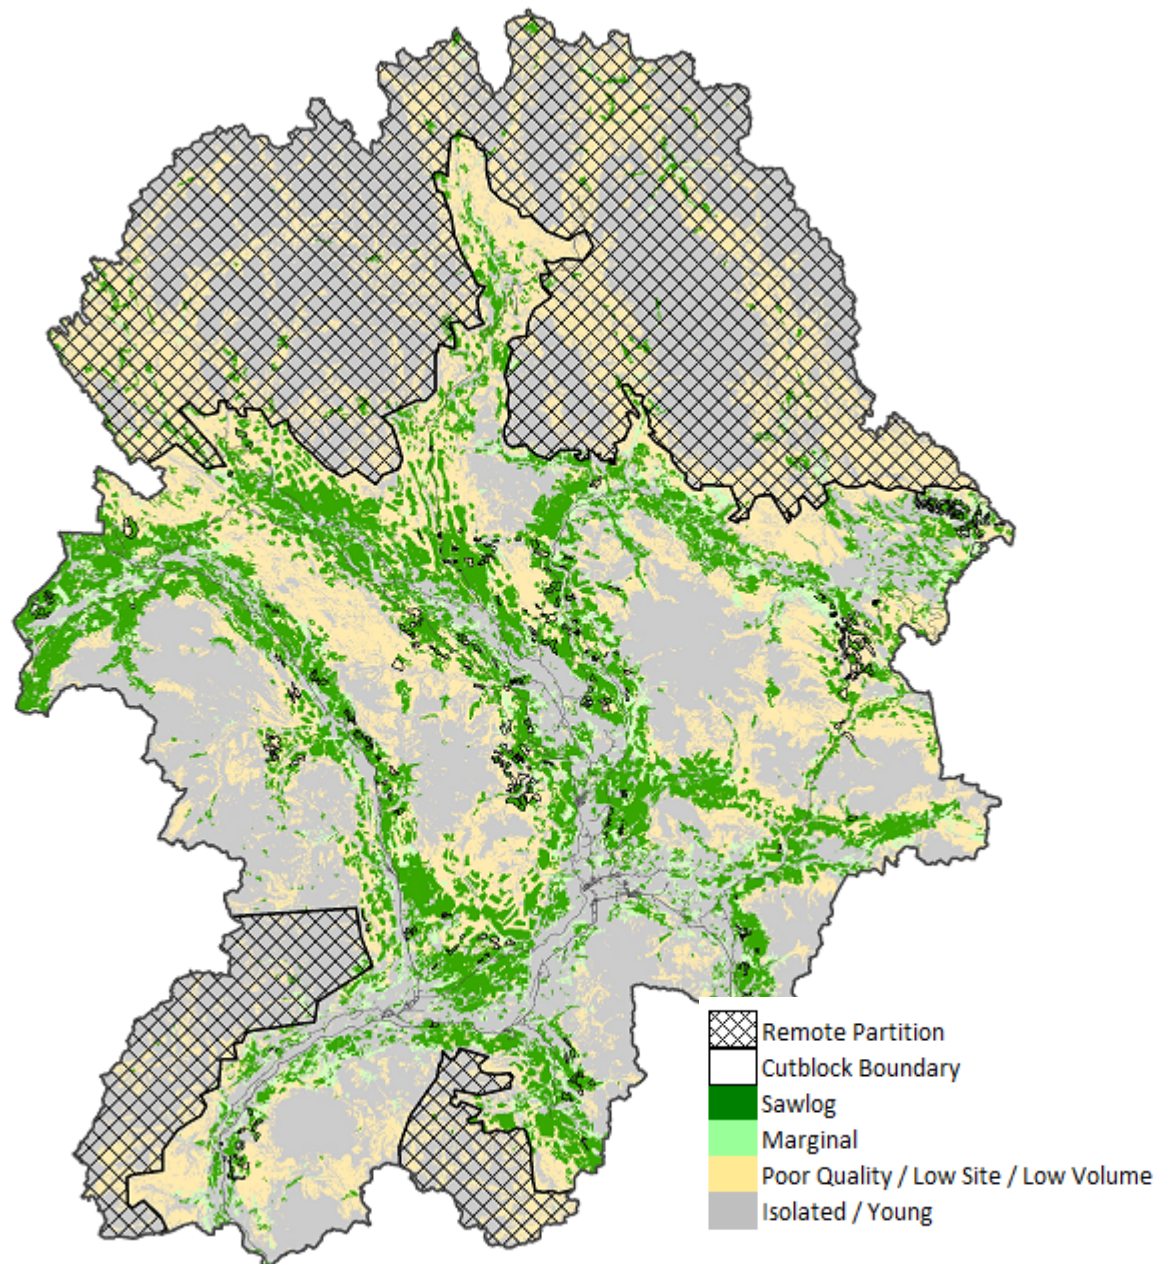 Remote Partition
Cutblock Boundary
Sawlog
Marginal
Poor Quality / Low Site / Low Volume
Isolated / Young